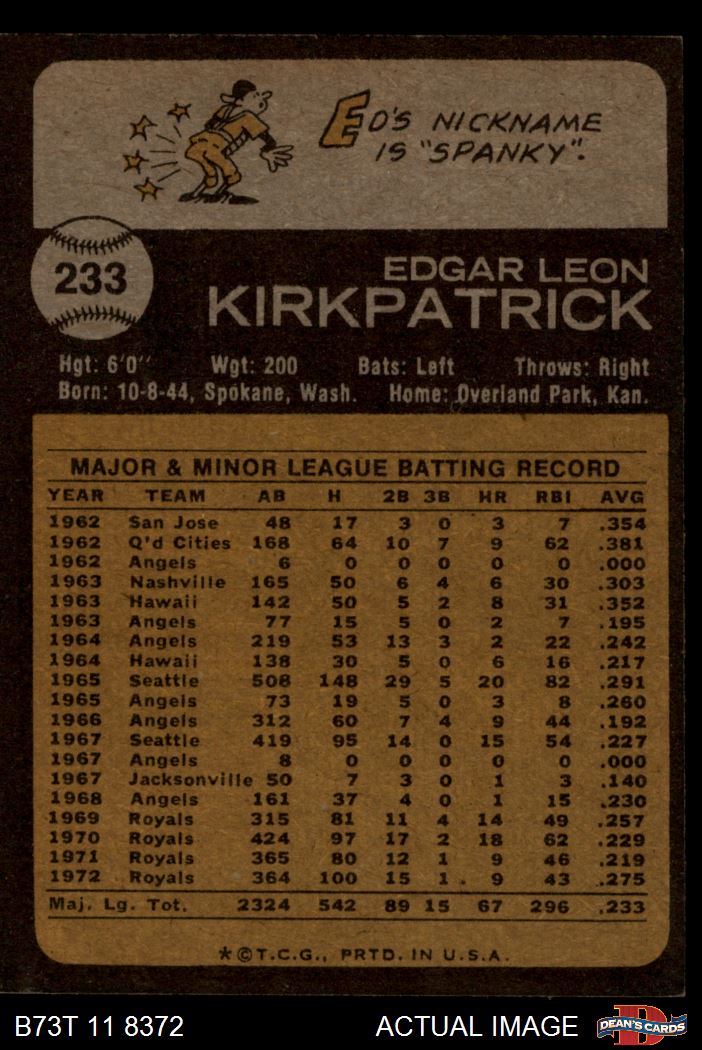 ED'S NICKNAME
IS "SPANKY".
233
EDGAR LEON
KIRKPATRICK
Hgt: 6'0" Wgt: 200 Bats: Left Throws: Right
Born: 10-8-44, Spokane, Wash. Home: Overland Park, Kan.
MAJOR & MINOR LEAGUE BATTING RECORD
YEAR TEAM AB H 2B 3B HR RBI AVG
1962 San Jose 48 17 3 0 3 7 .354
1962 Q'd Cities 168 64 10 7 9 62 .381
1962 Angels 6 0 0 0 0 0 .000
1963 Nashville 165 50 6 4 6 30 .303
1963 Hawaii 142 50 5 2 8 31 .352
1963 Angels 77 15 5 0 2 7 .195
1964 Angels 219 53 13 3 2 22 .242
1964 Hawaii 138 30 5 0 6 16 .217
1965 Seattle 508 148 29 5 20 82 .291
1965 Angels 73 19 5 0 3 8 .260
1966 Angels 312 60 7 4 9 44 .192
1967 Seattle 419 95 14 0 15 54 .227
1967 Angels 8 0 0 0 0 0 .000
1967 Jacksonville 50 7 3 0 1 3 .140
1968 Angels 161 37 4 0 1 15 .230
1969 Royals 315 81 11 4 14 49 .257
1970 Royals 424 97 17 2 18 62 .229
1971 Royals 365 80 12 1 9 46 .219
1972 Royals 364 100 15 1 9 43 .275
Maj. Lg. Tot. 2324 542 89 15 67 296 .233
*©T.C.G., PRTD. IN U.S.A.
B73T 11 8372 ACTUAL IMAGE
D
DEAN'S CARDS